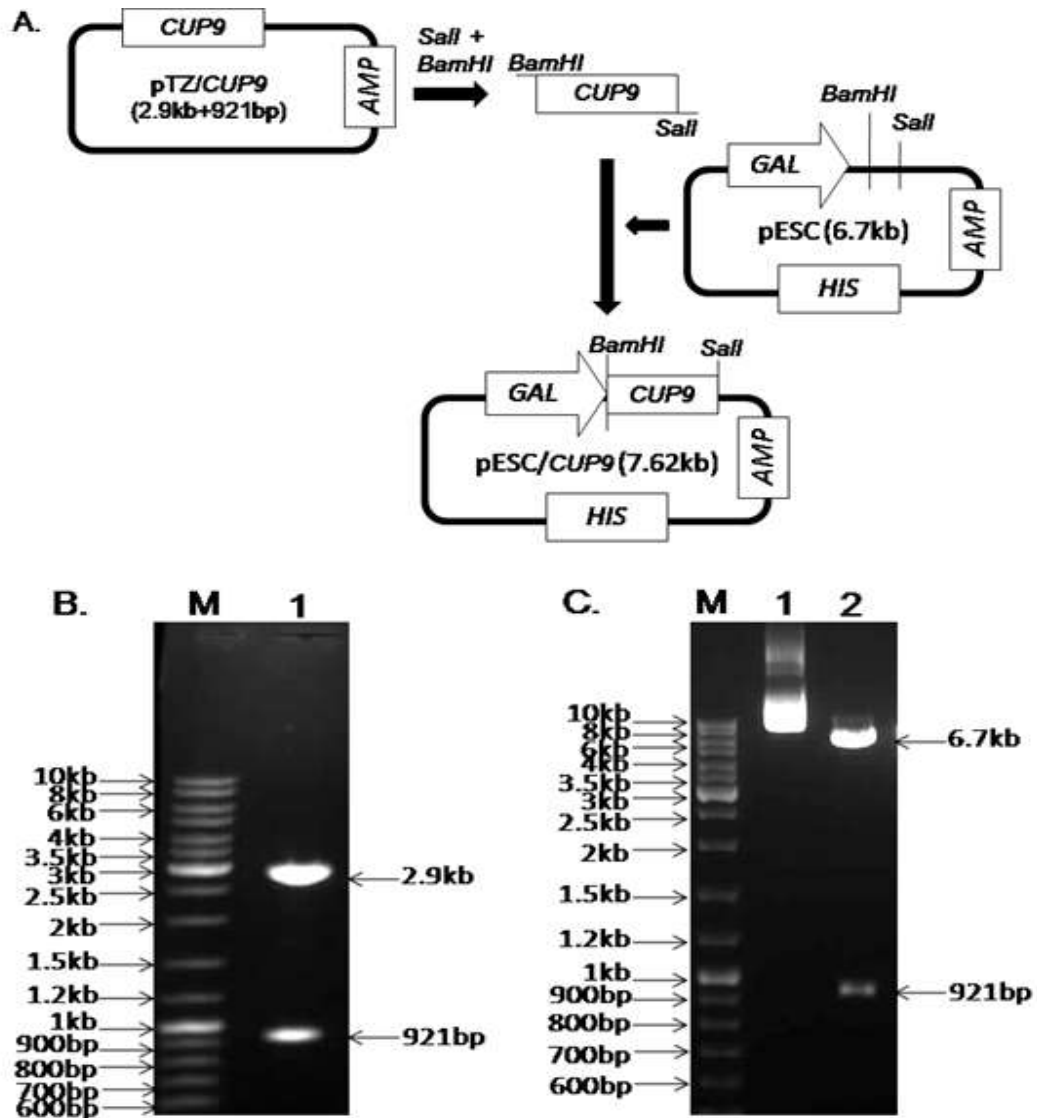 A.
CUP9
pTZ/CUP9
(2.9kb+921bp)
AMP
SalI +
BamHI
BamHI
CUP9
SalI
BamHI
SalI
GAL
pESC (6.7kb)
AMP
HIS
BamHI
SalI
GAL
CUP9
pESC/CUP9 (7.62kb)
AMP
HIS
B.
M 1
10kb
8kb
6kb
4kb
3.5kb
3kb
2.5kb
2kb
1.5kb
1.2kb
1kb
900bp
800bp
700bp
600bp
2.9kb
921bp
C.
M 1 2
10kb
8kb
6kb
4kb
3.5kb
3kb
2.5kb
2kb
1.5kb
1.2kb
1kb
900bp
800bp
700bp
600bp
6.7kb
921bp